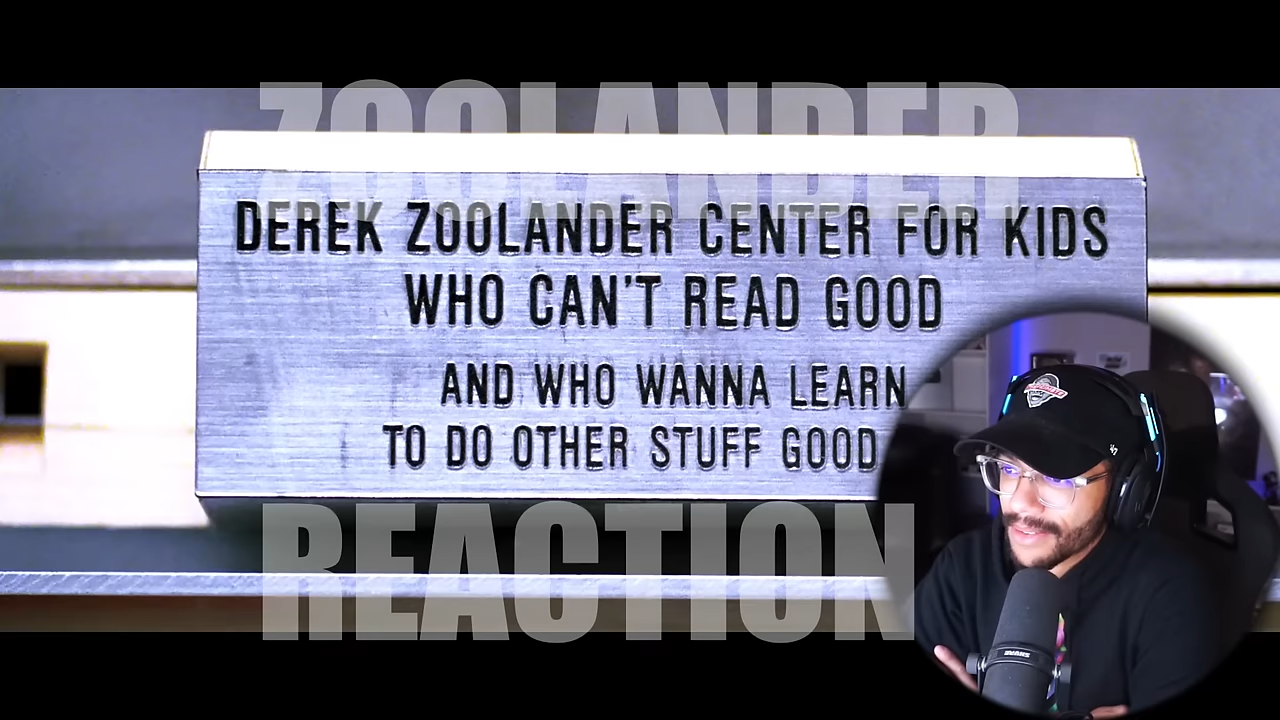 ZOOLANDER
DEREK ZOOLANDER CENTER FOR KIDS
WHO CAN'T READ GOOD
AND WHO WANNA LEARN
TO DO OTHER STUFF GOOD
REACTION
SHURE